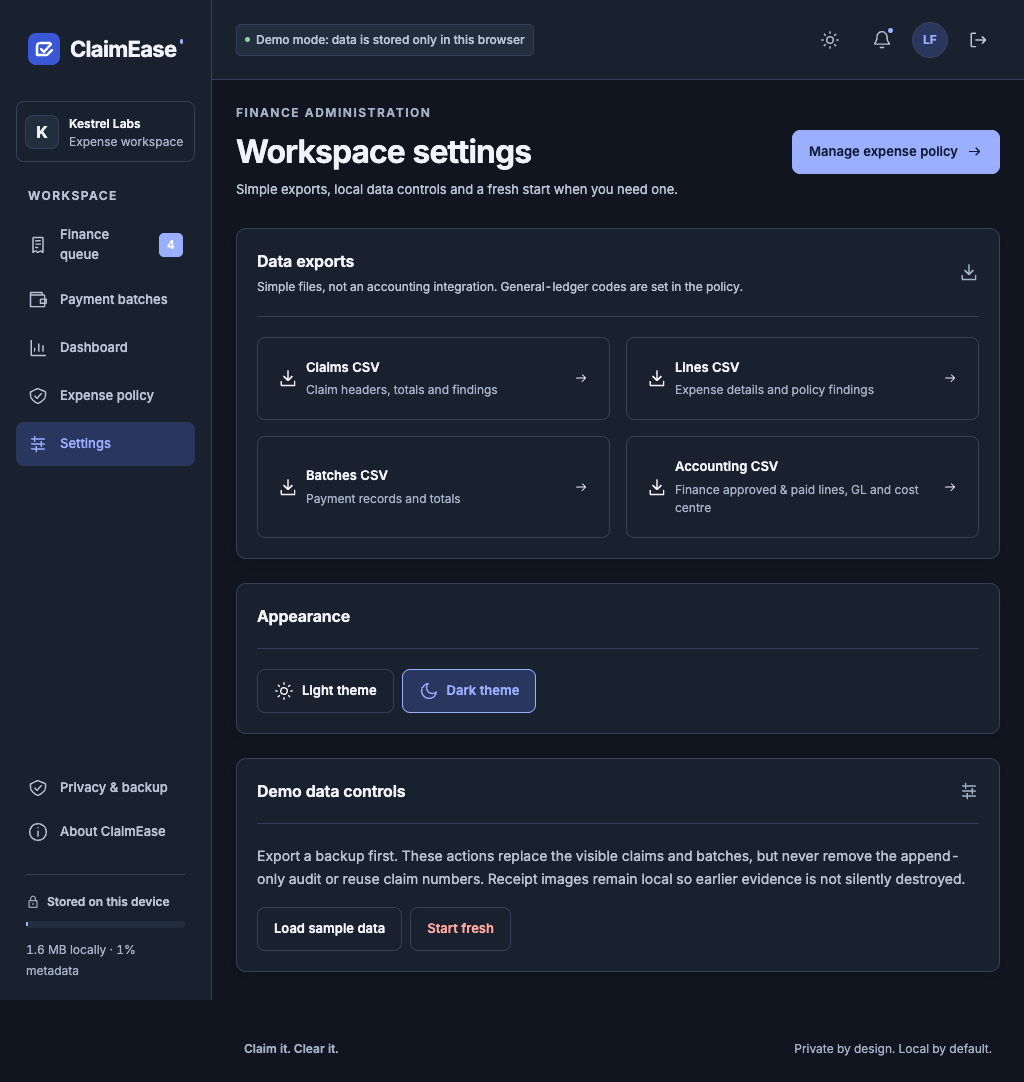 ClaimEase
Demo mode: data is stored only in this browser
LF
K
Kestrel Labs
Expense workspace
WORKSPACE
Finance
queue
4
Payment batches
Dashboard
Expense policy
Settings
Privacy & backup
About ClaimEase
Stored on this device
1.6 MB locally · 1%
metadata
FINANCE ADMINISTRATION
Workspace settings
Manage expense policy
Simple exports, local data controls and a fresh start when you need one.
Data exports
Simple files, not an accounting integration. General-ledger codes are set in the policy.
Claims CSV
Claim headers, totals and findings
Lines CSV
Expense details and policy findings
Batches CSV
Payment records and totals
Accounting CSV
Finance approved & paid lines, GL and cost
centre
Appearance
Light theme
Dark theme
Demo data controls
Export a backup first. These actions replace the visible claims and batches, but never remove the append-
only audit or reuse claim numbers. Receipt images remain local so earlier evidence is not silently destroyed.
Load sample data
Start fresh
Claim it. Clear it.
Private by design. Local by default.